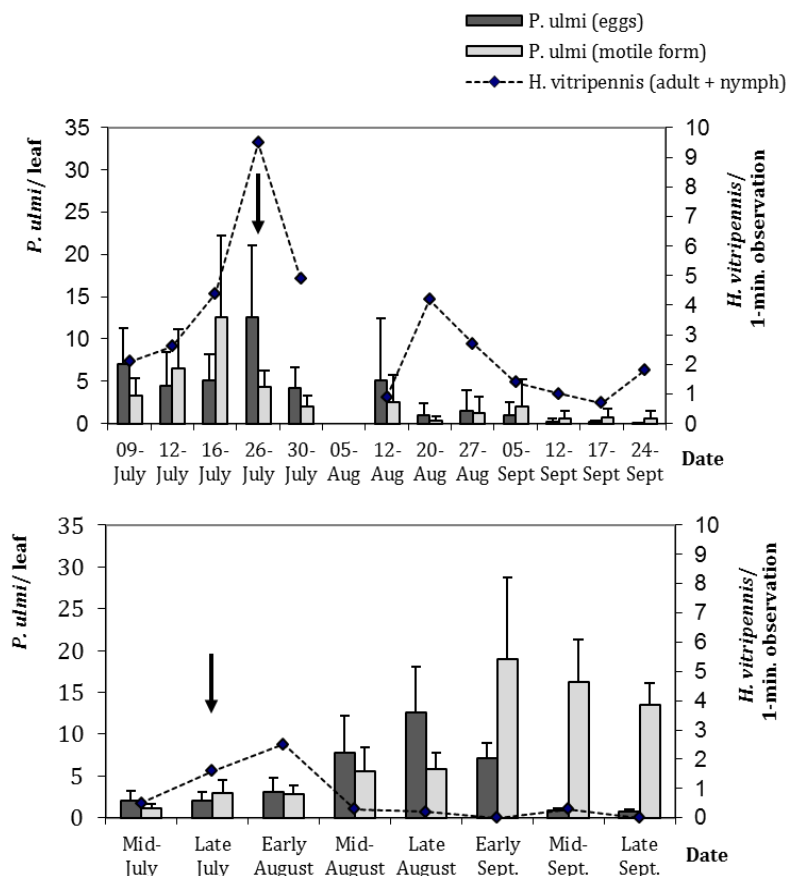 P. ulmi (eggs)
P. ulmi (motile form)
H. vitripennis (adult + nymph)
P. ulmi/ leaf
35
30
25
20
15
10
5
0
10
9
8
7
6
5
4
3
2
1
0
H. vitripennis/
1-min. observation
09- 12- 16- 26- 30- 05- 12- 20- 27- 05- 12- 17- 24-
July July July July July Aug Aug Aug Aug Sept Sept Sept Sept
Date
P. ulmi/ leaf
35
30
25
20
15
10
5
0
10
9
8
7
6
5
4
3
2
1
0
H. vitripennis/
1-min. observation
Mid- Late Early Mid- Late Early Mid- Late
July July August August August Sept. Sept. Sept.
Date